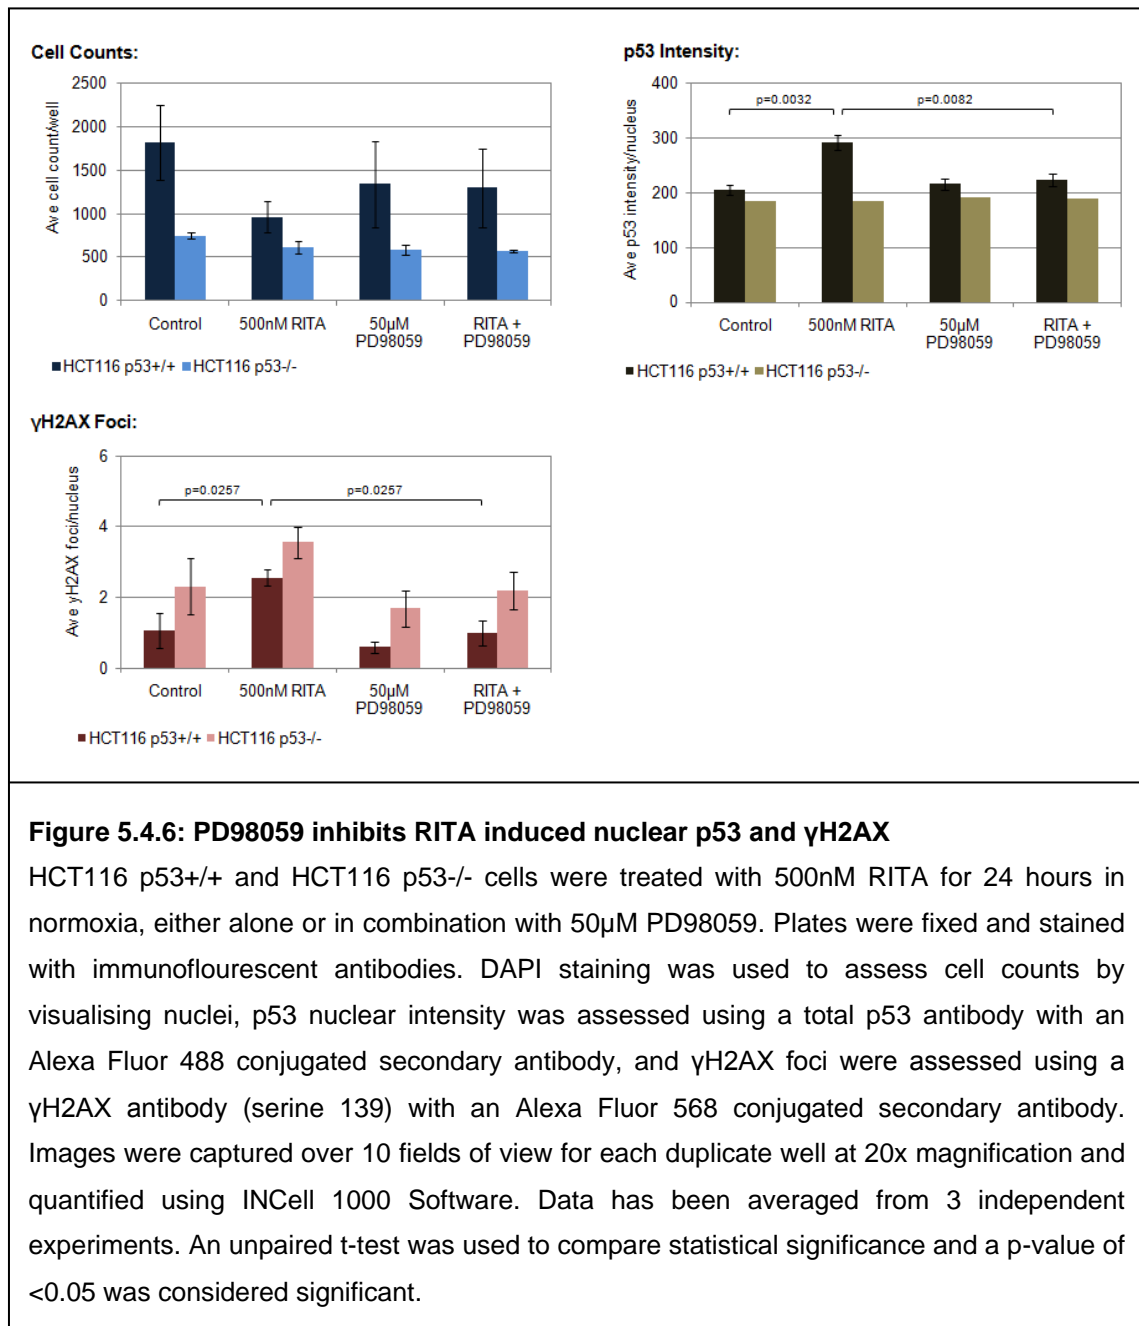 Cell Counts:
2500
2000
1500
1000
500
0
Ave cell count/well
Control
500nM RITA
50µM
PD98059
RITA +
PD98059
HCT116 p53+/+
HCT116 p53-/-
p53 Intensity:
400
300
200
100
0
Ave p53 intensity/nucleus
p=0.0032
p=0.0082
Control
500nM RITA
50µM
PD98059
RITA +
PD98059
HCT116 p53+/+
HCT116 p53-/-
γH2AX Foci:
6
4
2
0
Ave γH2AX foci/nucleus
p=0.0257
p=0.0257
Control
500nM RITA
50µM
PD98059
RITA +
PD98059
HCT116 p53+/+
HCT116 p53-/-
Figure 5.4.6: PD98059 inhibits RITA induced nuclear p53 and γH2AX
HCT116 p53+/+ and HCT116 p53-/- cells were treated with 500nM RITA for 24 hours in
normoxia, either alone or in combination with 50µM PD98059. Plates were fixed and stained
with immunoflourescent antibodies. DAPI staining was used to assess cell counts by
visualising nuclei, p53 nuclear intensity was assessed using a total p53 antibody with an
Alexa Fluor 488 conjugated secondary antibody, and γH2AX foci were assessed using a
γH2AX antibody (serine 139) with an Alexa Fluor 568 conjugated secondary antibody.
Images were captured over 10 fields of view for each duplicate well at 20x magnification and
quantified using INCell 1000 Software. Data has been averaged from 3 independent
experiments. An unpaired t-test was used to compare statistical significance and a p-value of
<0.05 was considered significant.